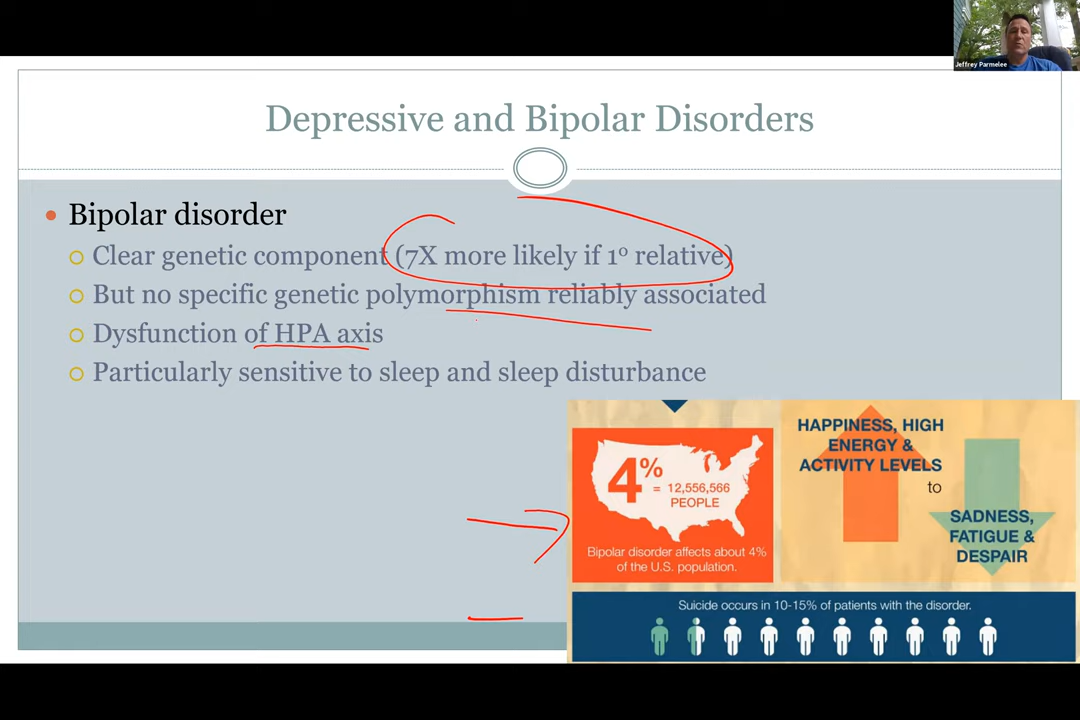 Jeffrey Parmelee
Depressive and Bipolar Disorders
Bipolar disorder
Clear genetic component (7X more likely if 1º relative)
But no specific genetic polymorphism reliably associated
Dysfunction of HPA axis
Particularly sensitive to sleep and sleep disturbance
4%
= 12,556,566
PEOPLE
Bipolar disorder affects about 4%
of the U.S. population.
HAPPINESS, HIGH
ENERGY &
ACTIVITY LEVELS
to
SADNESS,
FATIGUE &
DESPAIR
Suicide occurs in 10-15% of patients with the disorder.